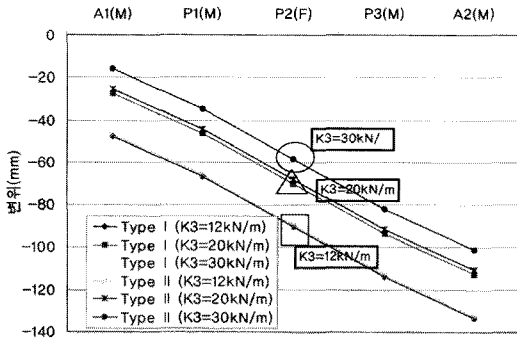 A1(M) P1(M) P2(F) P3(M) A2(M)
0
-20
-40
-60
-80
-100
-120
-140
변위(mm)
K3=30kN/
K3=20kN/m
K3=12kN/m
Type Ⅰ (K3=12kN/m)
Type Ⅰ (K3=20kN/m)
Type Ⅰ (K3=30kN/m)
Type Ⅱ (K3=12kN/m)
Type Ⅱ (K3=20kN/m)
Type Ⅱ (K3=30kN/m)